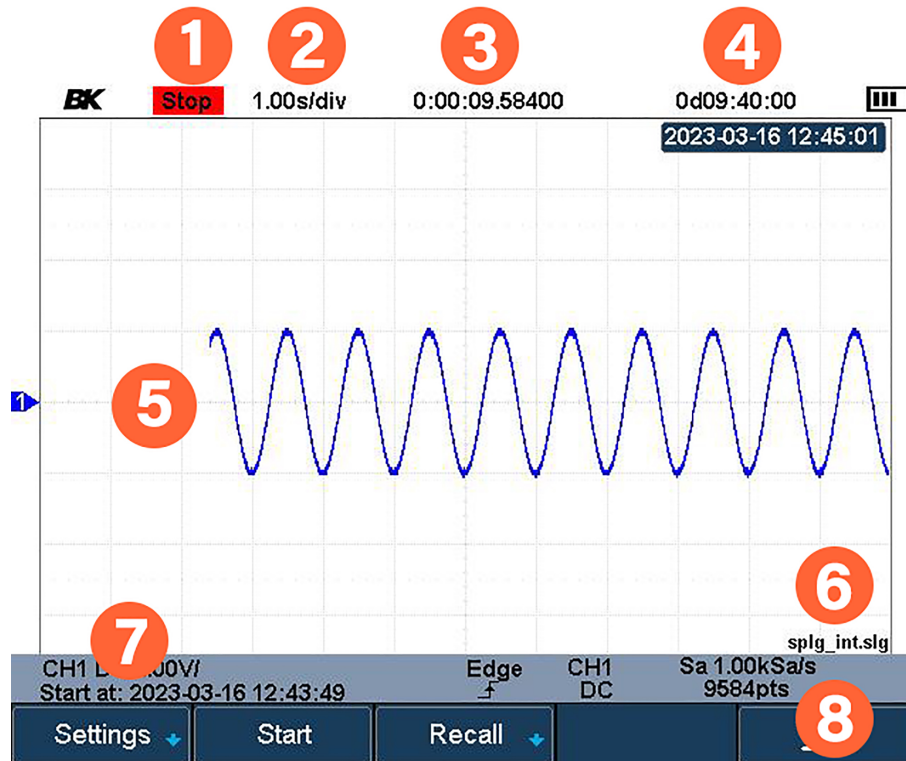 1 2 3 4
BK Stop 1.00s/div 0:00:09.58400 0d09:40:00
2023-03-16 12:45:01
1 5
6
splg_int.slg
7
CH1 .00V/ Edge CH1 Sa 1.00kSa/s
Start at: 2023-03-16 12:43:49 DC 9584pts
Settings Start Recall 8